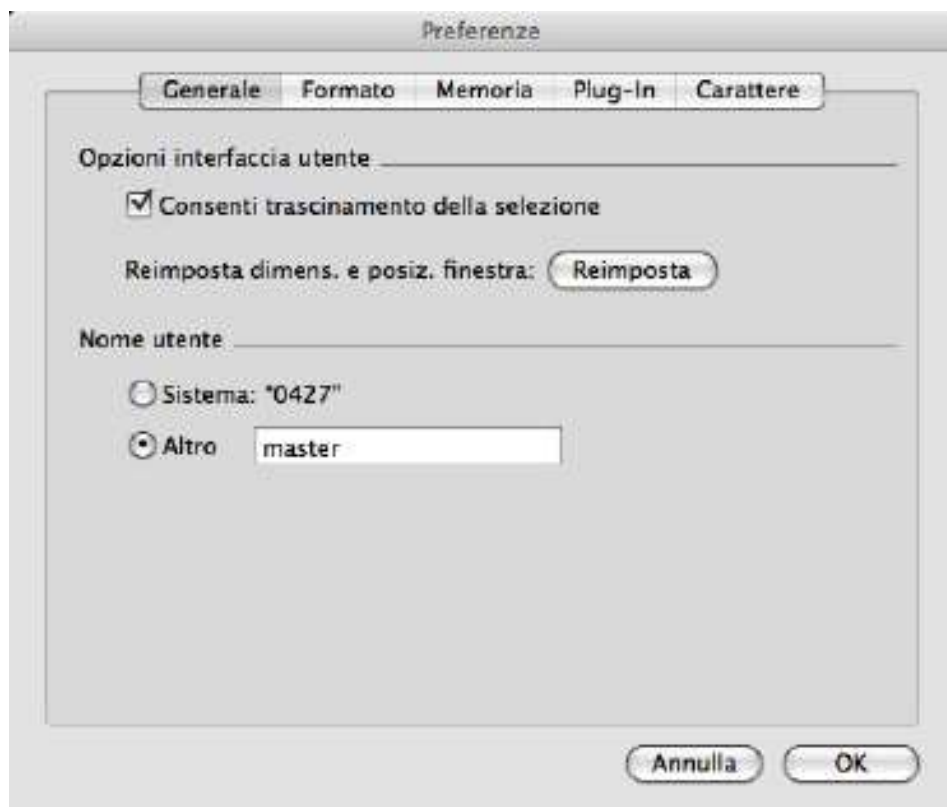 Preferenze
Generale Formato Memoria Plug-In Carattere
Opzioni interfaccia utente
Consenti trascinamento della selezione
Reimposta dimens. e posiz. finestra: Reimposta
Nome utente
Sistema: "0427"
Altro master
Annulla OK